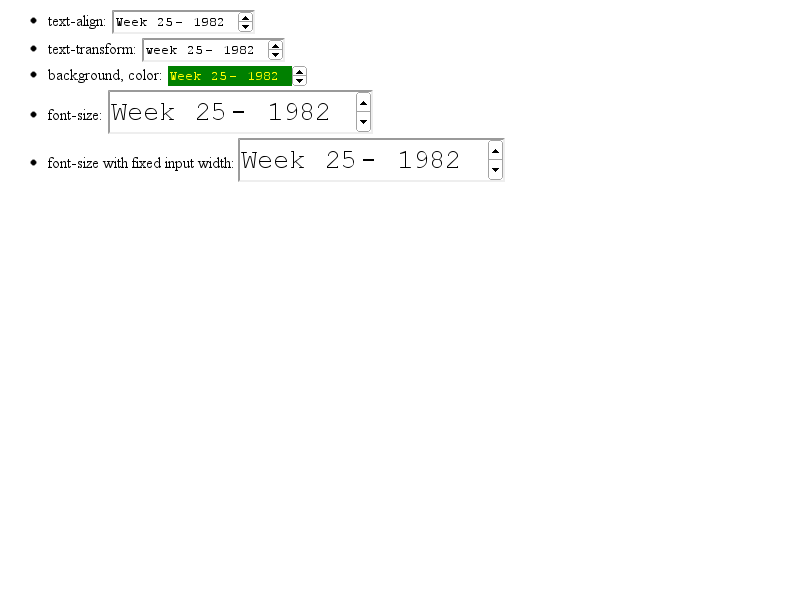 text-align: Week 25- 1982
text-transform: week 25- 1982
background, color: Week 25- 1982
font-size: Week 25- 1982
font-size with fixed input width: Week 25- 1982